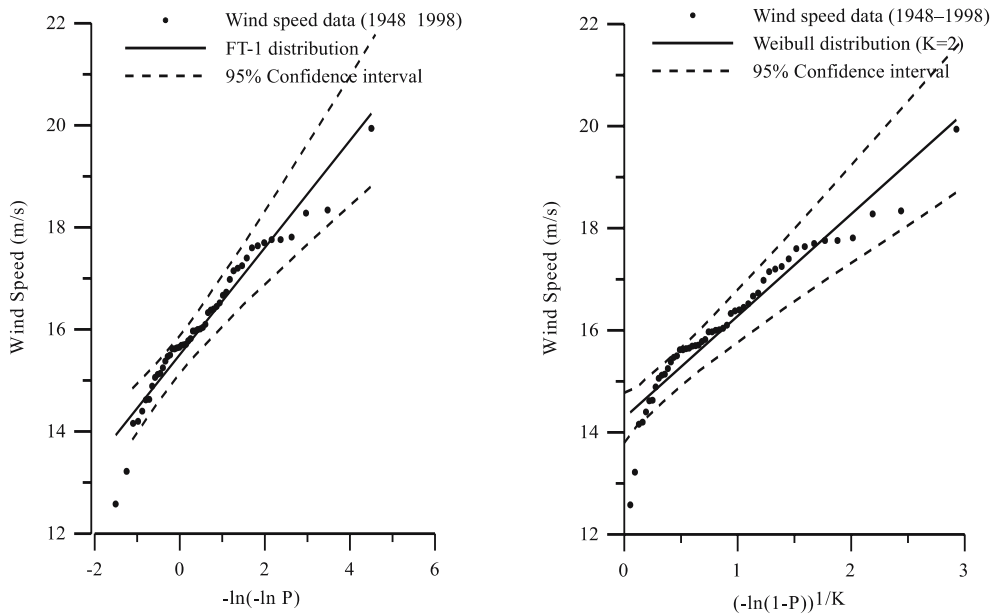 Wind speed data (1948 1998)
FT-1 distribution
95% Confidence interval
22
20
18
16
14
12
Wind Speed (m/s)
-2 0 2 4 6
-ln(-ln P)
Wind speed data (1948–1998)
Weibull distribution (K=2)
95% Confidence interval
22
20
18
16
14
12
Wind Speed (m/s)
0 1 2 3
(-ln(1-P))1/K